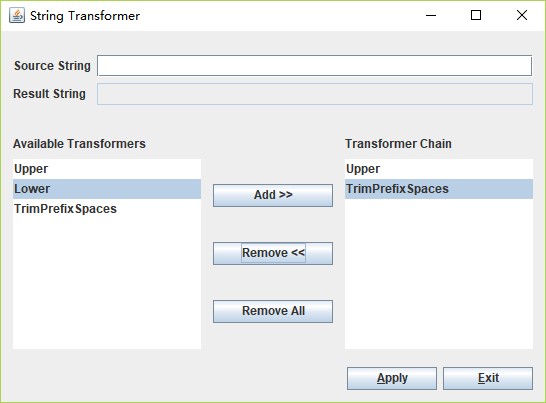 String Transformer
Source String
Result String
Available Transformers
Transformer Chain
Upper
Lower
TrimPrefixSpaces
Add >>
Remove <<
Remove All
Upper
TrimPrefixSpaces
Apply
Exit